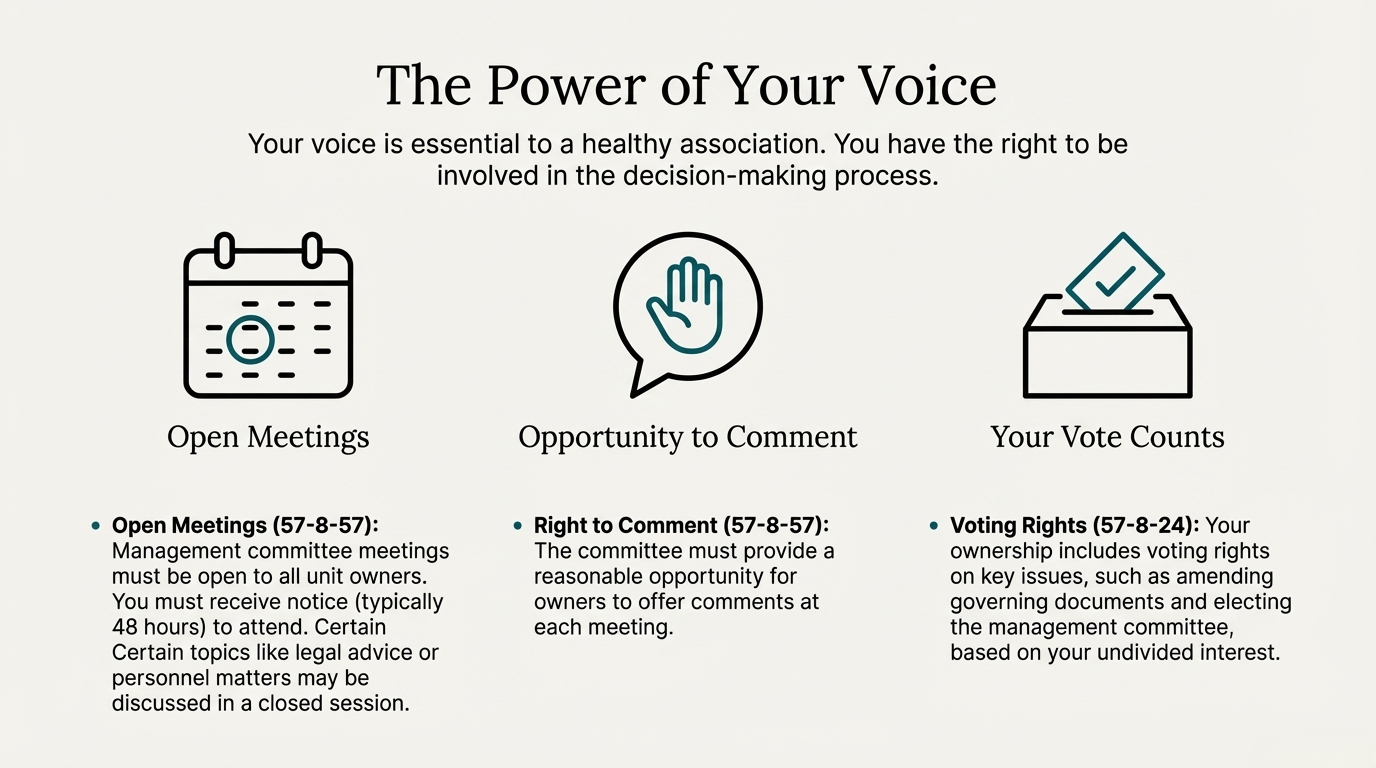 The Power of Your Voice
Your voice is essential to a healthy association. You have the right to be
involved in the decision-making process.
Open Meetings
Opportunity to Comment
Your Vote Counts
• Open Meetings (57-8-57):
Management committee meetings
must be open to all unit owners.
You must receive notice (typically
48 hours) to attend. Certain
Certain topics like legal advice or
personnel matters may be
discussed in a closed session.
• Right to Comment (57-8-57):
The committee must provide a
reasonable opportunity for
owners to offer comments at
each meeting.
• Voting Rights (57-8-24): Your
ownership includes voting rights
on key issues, such as amending
governing documents and electing
the management committee,
based on your undivided interest.